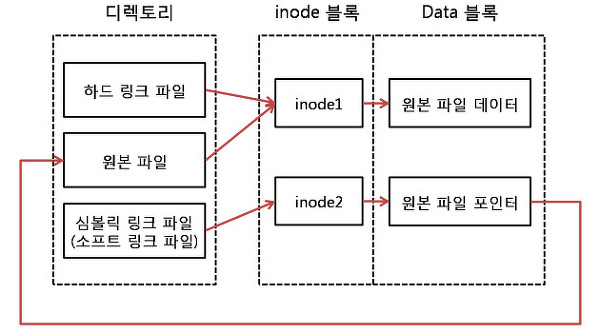 디렉토리
inode 블록
Data 블록
하드 링크 파일
inode1
원본 파일 데이터
원본 파일
심볼릭 링크 파일
(소프트 링크 파일)
inode2
원본 파일 포인터